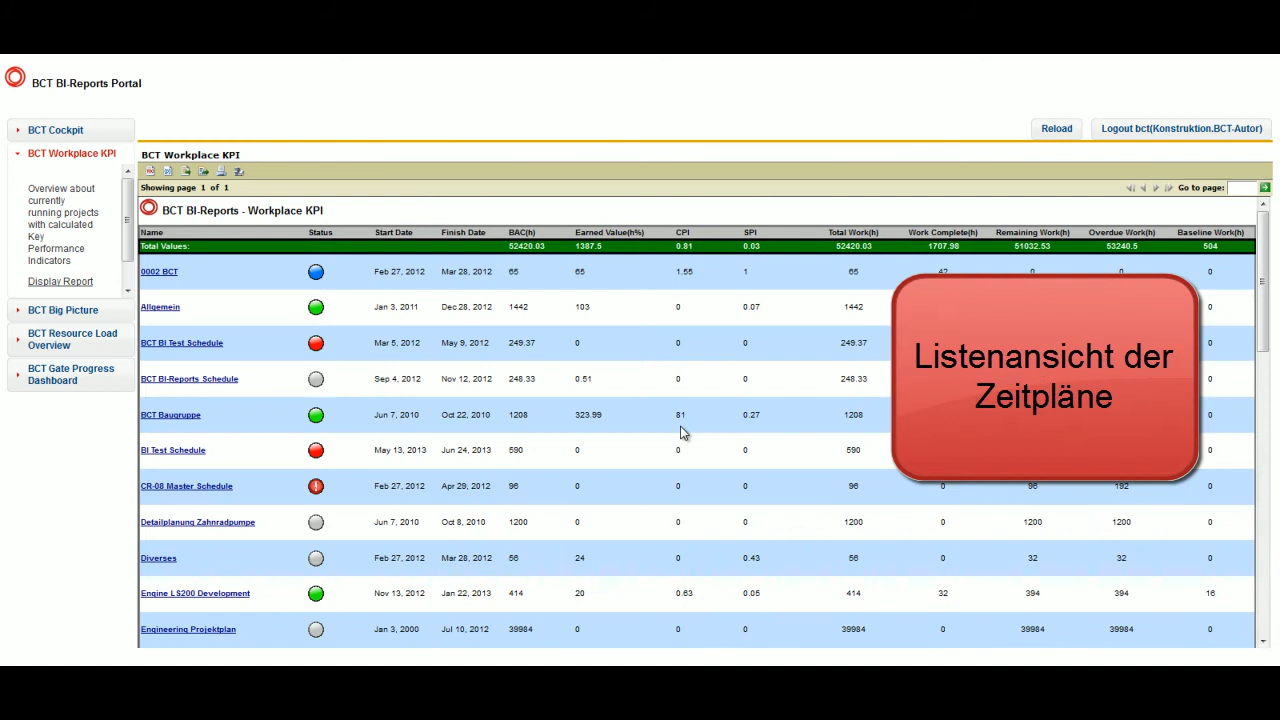 BCT BI-Reports Portal
BCT Cockpit
Reload
Logout bct(Konstruktion.BCT-Autor)
BCT Workplace KPI
Overview about
currently
running projects
with calculated
Key
Performance
Indicators
Display Report
BCT Big Picture
BCT Resource Load
Overview
BCT Gate Progress
Dashboard
BCT Workplace KPI
Showing page 1 of 1
Go to page:
BCT BI-Reports - Workplace KPI
Name Status Start Date Finish Date BAC(h) Earned Value(h%) CPI SPI Total Work(h) Work Complete(h) Remaining Work(h) Overdue Work(h) Baseline Work(h)
Total Values: 52420.03 1387.5 0.81 0.03 52420.03 1707.98 51032.53 53240.5 504
0002 BCT Feb 27, 2012 Mar 28, 2012 65 65 1.55 1 65 42 0 0 0
Allgemein Jan 3, 2011 Dec 28, 2012 1442 103 0 0.07 1442 0
BCT BI Test Schedule Mar 5, 2012 May 9, 2012 249.37 0 0 0 249.37 0
BCT BI-Reports Schedule Sep 4, 2012 Nov 12, 2012 248.33 0.51 0 0 248.33 0
BCT Baugruppe Jun 7, 2010 Oct 22, 2010 1208 323.99 81 0.27 1208 0
BI Test Schedule May 13, 2013 Jun 24, 2013 590 0 0 0 590 0
CR-08 Master Schedule Feb 27, 2012 Apr 29, 2012 96 0 0 0 96 0 96 192 0
Detailplanung Zahnradpumpe Jun 7, 2010 Oct 8, 2010 1200 0 0 0 1200 0 1200 1200 0
Diverses Feb 27, 2012 Mar 28, 2012 56 24 0 0.43 56 0 32 32 0
Engine LS200 Development Nov 13, 2012 Jan 22, 2013 414 20 0.63 0.05 414 32 394 394 16
Engineering Projektplan Jan 3, 2000 Jul 10, 2012 39984 0 0 0 39984 0 39984 39984 0
Listenansicht der
Zeitpläne